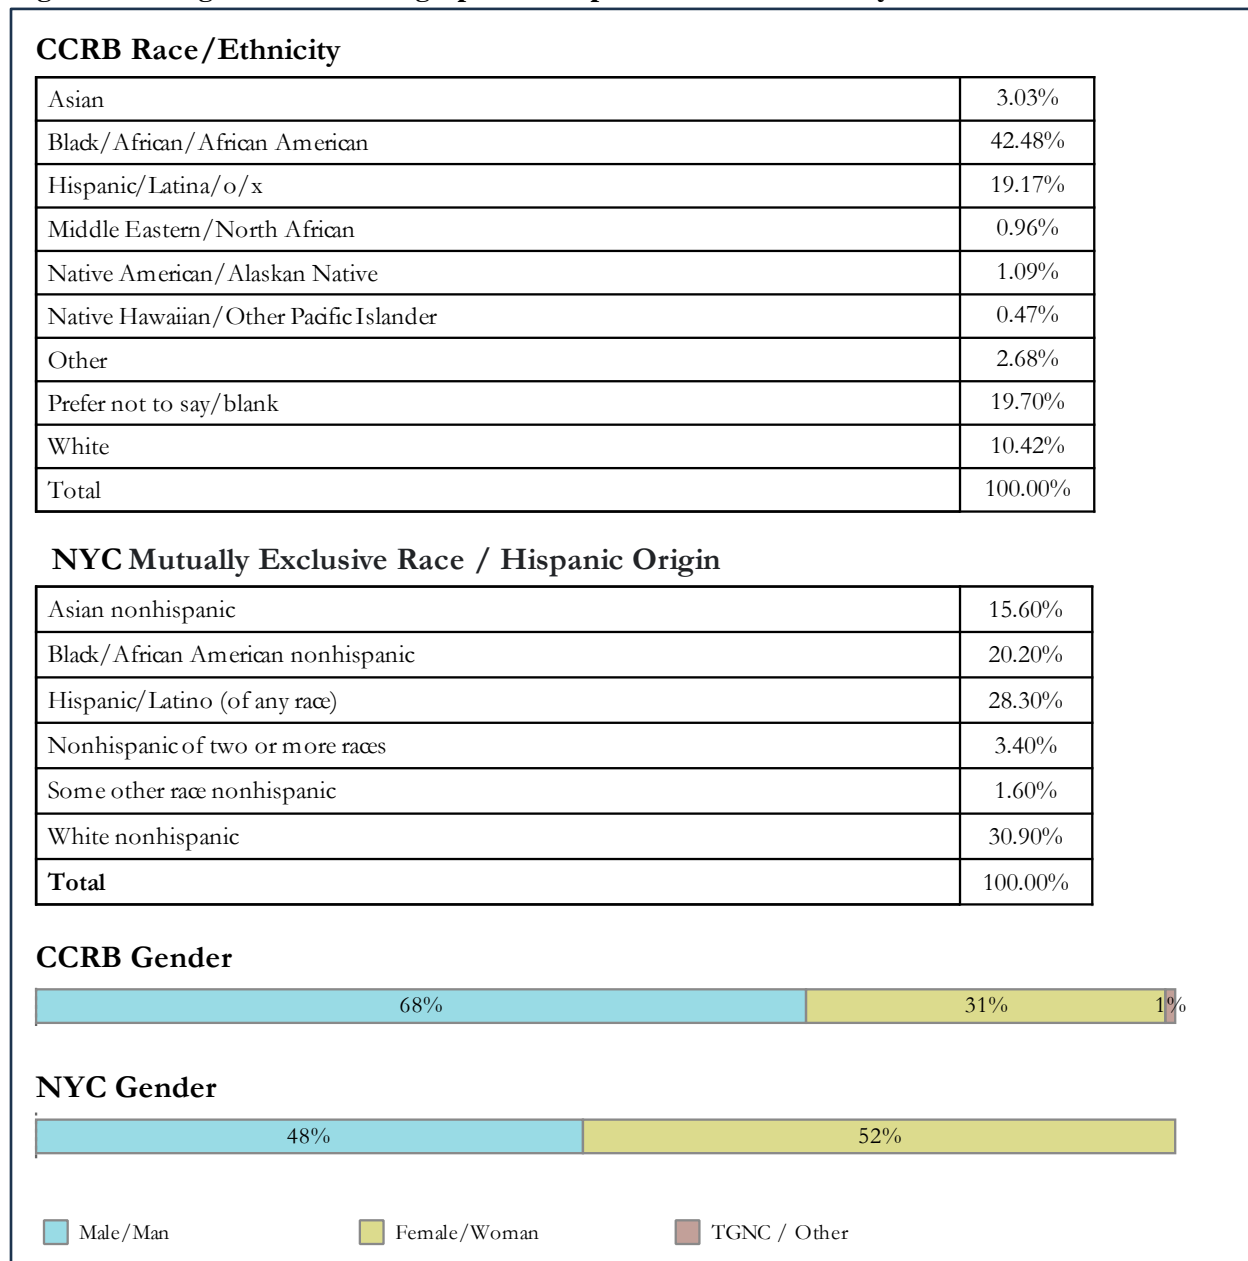 CCRB Race/Ethnicity
Asian 3.03%
Black/African/African American 42.48%
Hispanic/Latina/o/x 19.17%
Middle Eastern/North African 0.96%
Native American/Alaskan Native 1.09%
Native Hawaiian/Other Pacific Islander 0.47%
Other 2.68%
Prefer not to say/blank 19.70%
White 10.42%
Total 100.00%
NYC Mutually Exclusive Race / Hispanic Origin
Asian nonhispanic 15.60%
Black/African American nonhispanic 20.20%
Hispanic/Latino (of any race) 28.30%
Nonhispanic of two or more races 3.40%
Some other race nonhispanic 1.60%
White nonhispanic 30.90%
Total 100.00%
CCRB Gender
68% 31% 1%
NYC Gender
48% 52%
Male/Man Female/Woman TGNC / Other